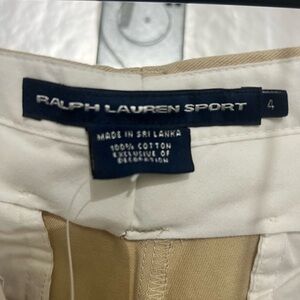 RALPH LAUREN SPORT
4
MADE IN SRI LANKA
100% COTTON
EXCLUSIVE OF
DECORATION